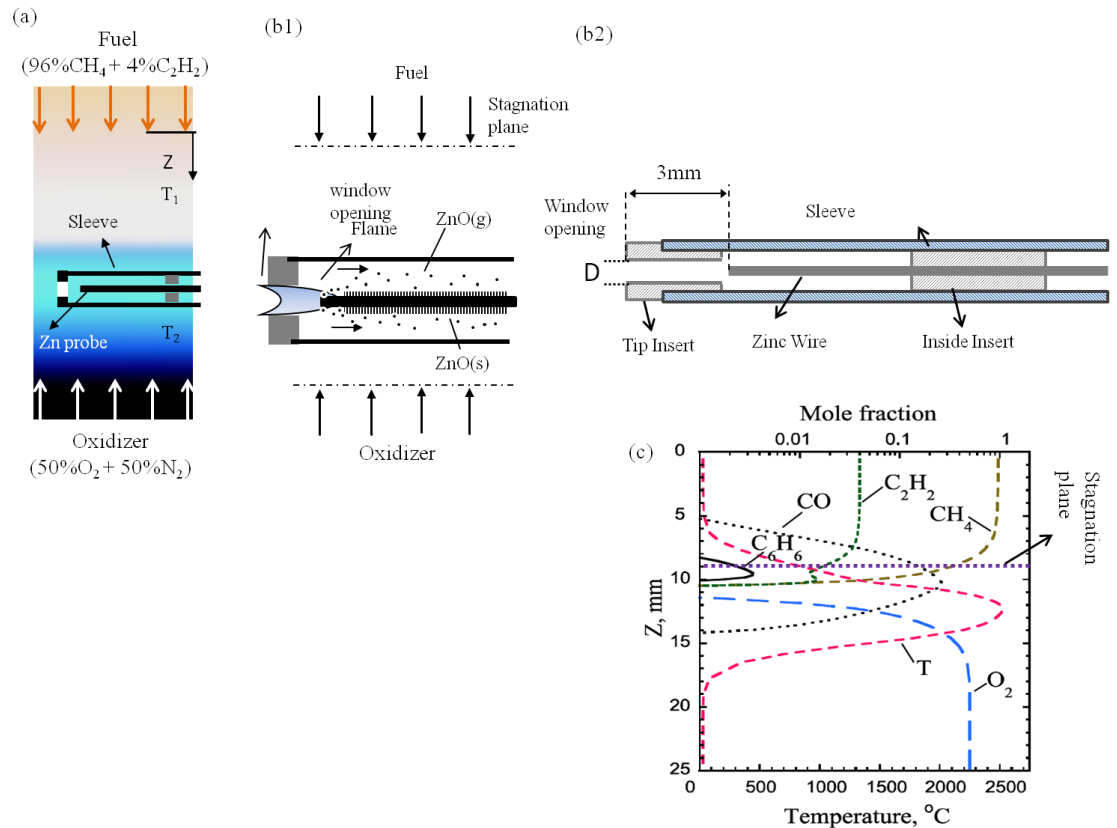 (a)
Fuel
(96%CH4 + 4%C2H2)
Z
T1
Sleeve
T2
Zn probe
Oxidizer
(50%O2 + 50%N2)
(b1)
Fuel
Stagnation
plane
window
opening
Flame
ZnO(g)
ZnO(s)
Oxidizer
(b2)
3mm
Window
opening
Sleeve
D
Tip Insert
Zinc Wire
Inside Insert
Mole fraction
0.01
0.1
1
(c)
0
5
10
15
20
25
Z, mm
CO
C2H2
CH4
C6H6
T
O2
Stagnation
plane
0
500
1000
1500
2000
2500
Temperature, °C